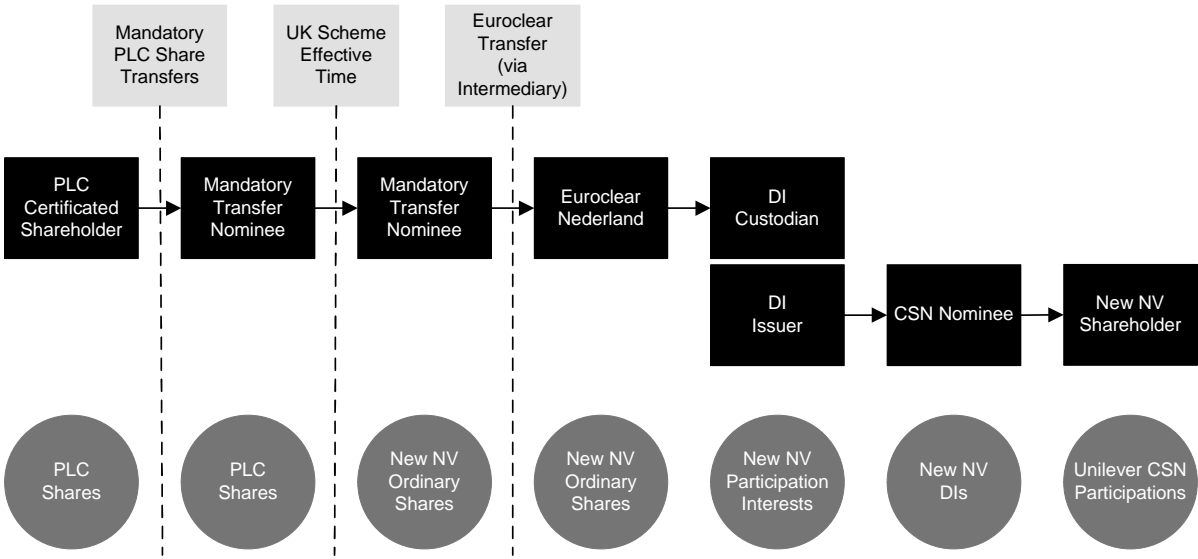 Mandatory
PLC Share
Transfers
UK Scheme
Effective
Time
Euroclear
Transfer
(via
Intermediary)
PLC
Certificated
Shareholder
Mandatory
Transfer
Nominee
Mandatory
Transfer
Nominee
Euroclear
Nederland
DI
Custodian
DI
Issuer
CSN Nominee
New NV
Shareholder
PLC
Shares
PLC
Shares
New NV
Ordinary
Shares
New NV
Ordinary
Shares
New NV
Participation
Interests
New NV
DIs
Unilever CSN
Participations